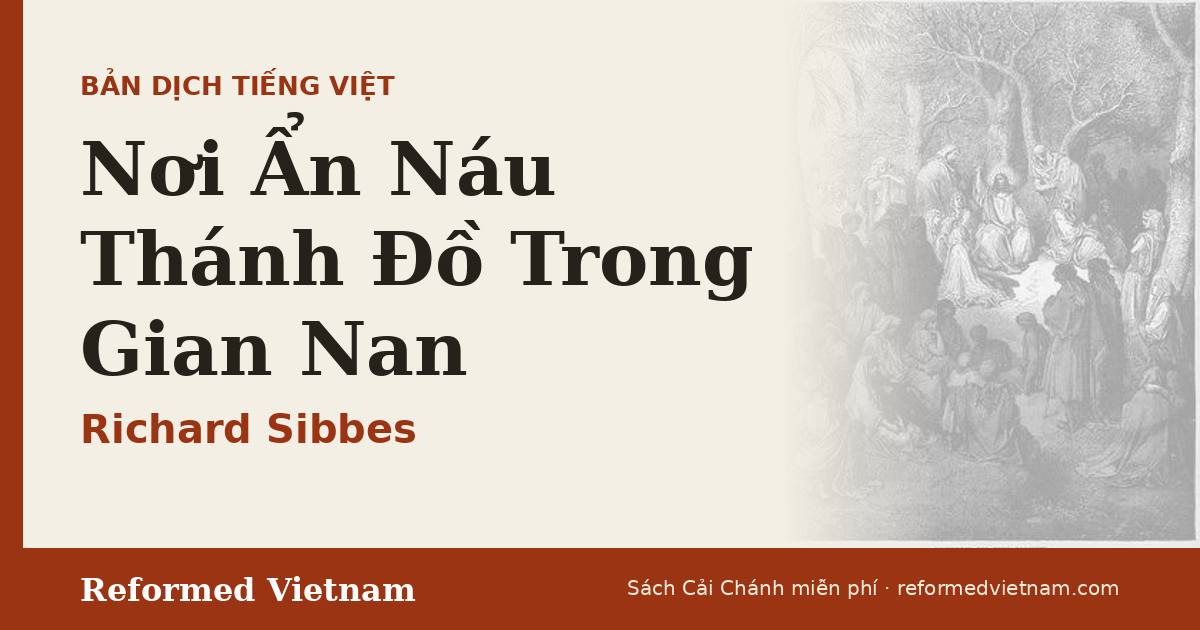 BẢN DỊCH TIẾNG VIỆT
Nơi Ẩn Náu
Thánh Đồ Trong
Gian Nan
Richard Sibbes
Reformed Vietnam
Sách Cải Chánh miễn phí · reformedvietnam.com